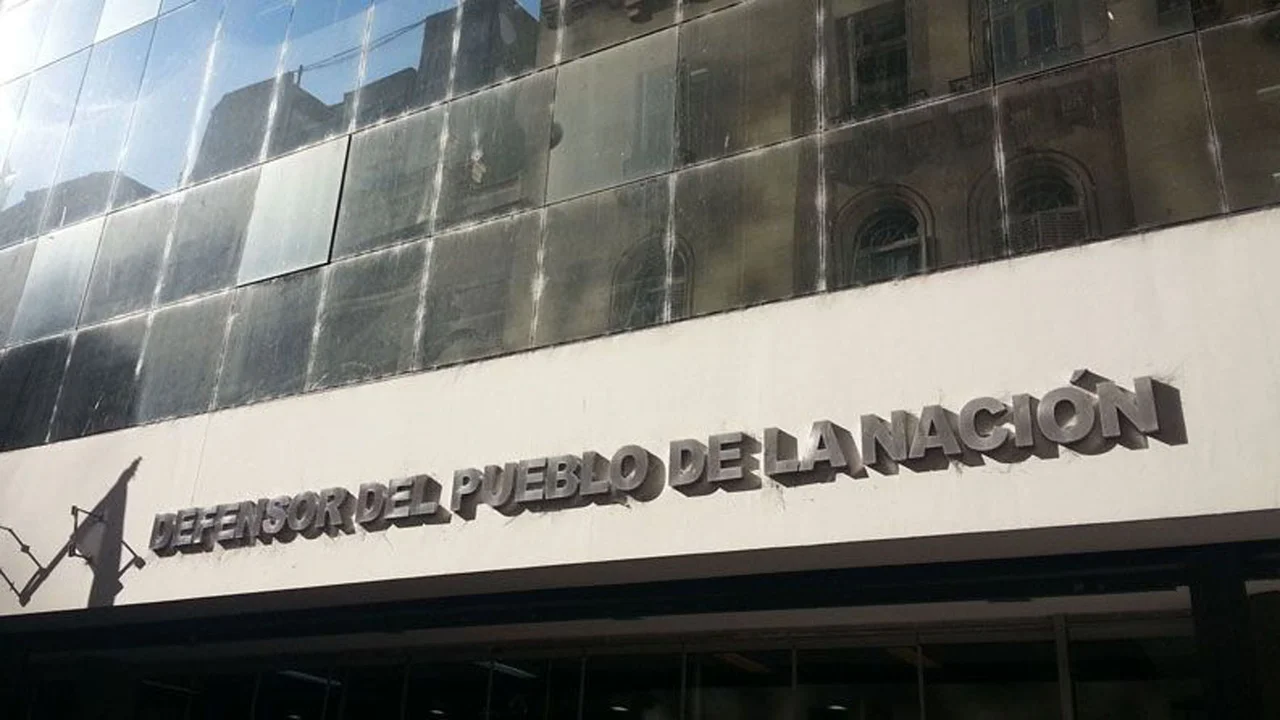 DEFENSOR DEL PUEBLO DE LA NACIÓN